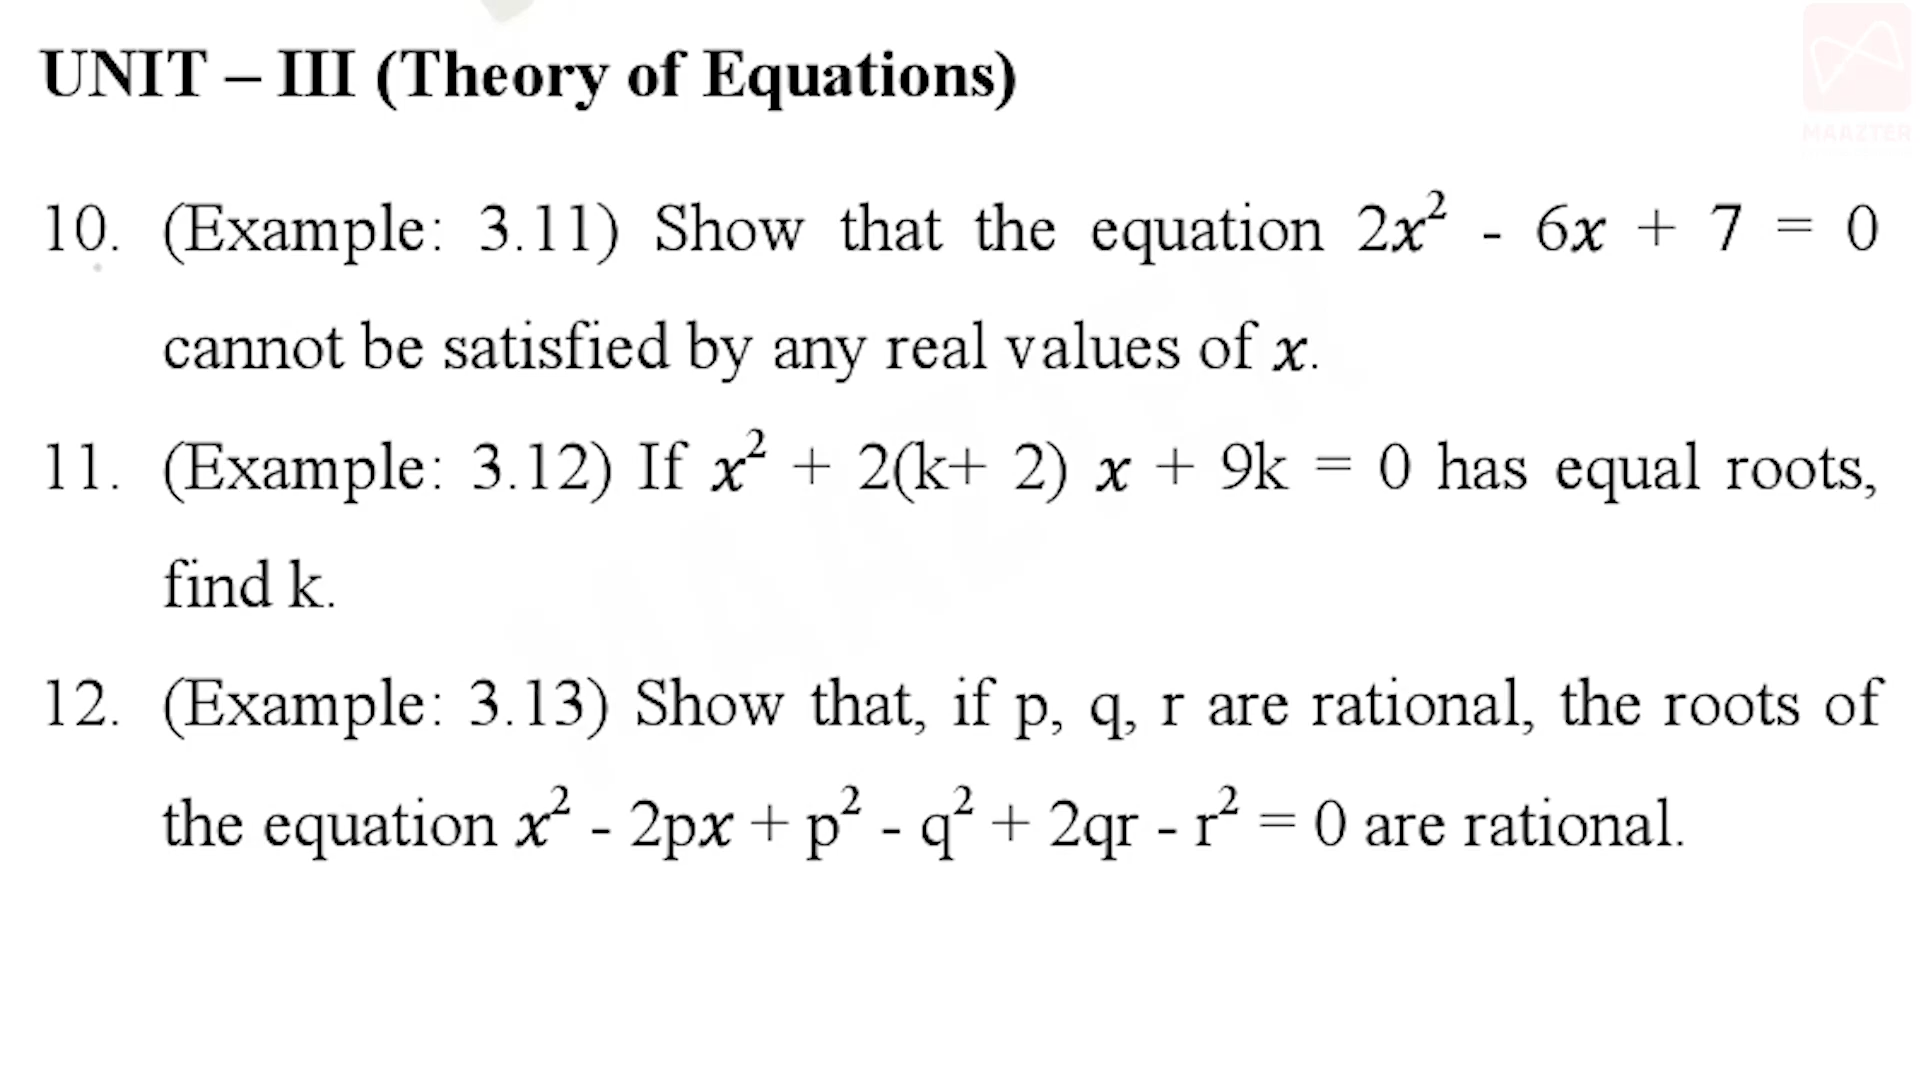 UNIT – III (Theory of Equations)
MAAZTER
10. (Example: 3.11) Show that the equation 2x² - 6x + 7 = 0
cannot be satisfied by any real values of x.
11. (Example: 3.12) If x² + 2(k+ 2) x + 9k = 0 has equal roots,
find k.
12. (Example: 3.13) Show that, if p, q, r are rational, the roots of
the equation x² - 2px + p² - q² + 2qr - r² = 0 are rational.